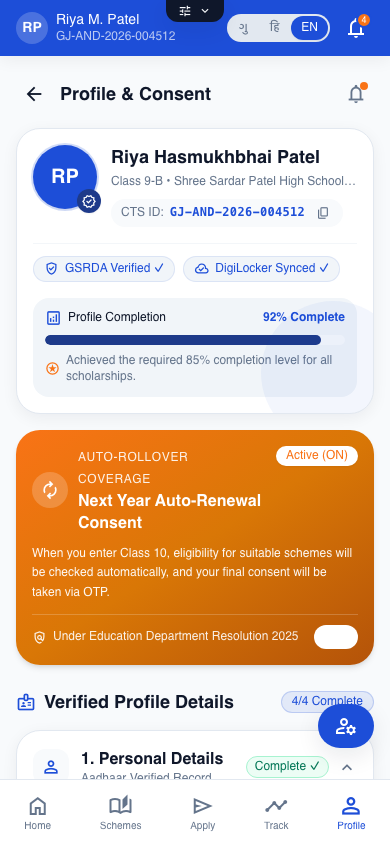 RP
Riya M. Patel
GJ-AND-2026-004512
ગુ
हि
EN
4
Profile & Consent
RP
Riya Hasmukhbhai Patel
Class 9-B • Shree Sardar Patel High School...
CTS ID: GJ-AND-2026-004512
GSRDA Verified ✓
DigiLocker Synced ✓
Profile Completion
92% Complete
Achieved the required 85% completion level for all
scholarships.
AUTO-ROLLOVER
COVERAGE
Active (ON)
Next Year Auto-Renewal
Consent
When you enter Class 10, eligibility for suitable schemes will
be checked automatically, and your final consent will be
taken via OTP.
Under Education Department Resolution 2025
Verified Profile Details
4/4 Complete
1. Personal Details
Aadhaar Verified Record
Complete ✓
Home
Schemes
Apply
Track
Profile